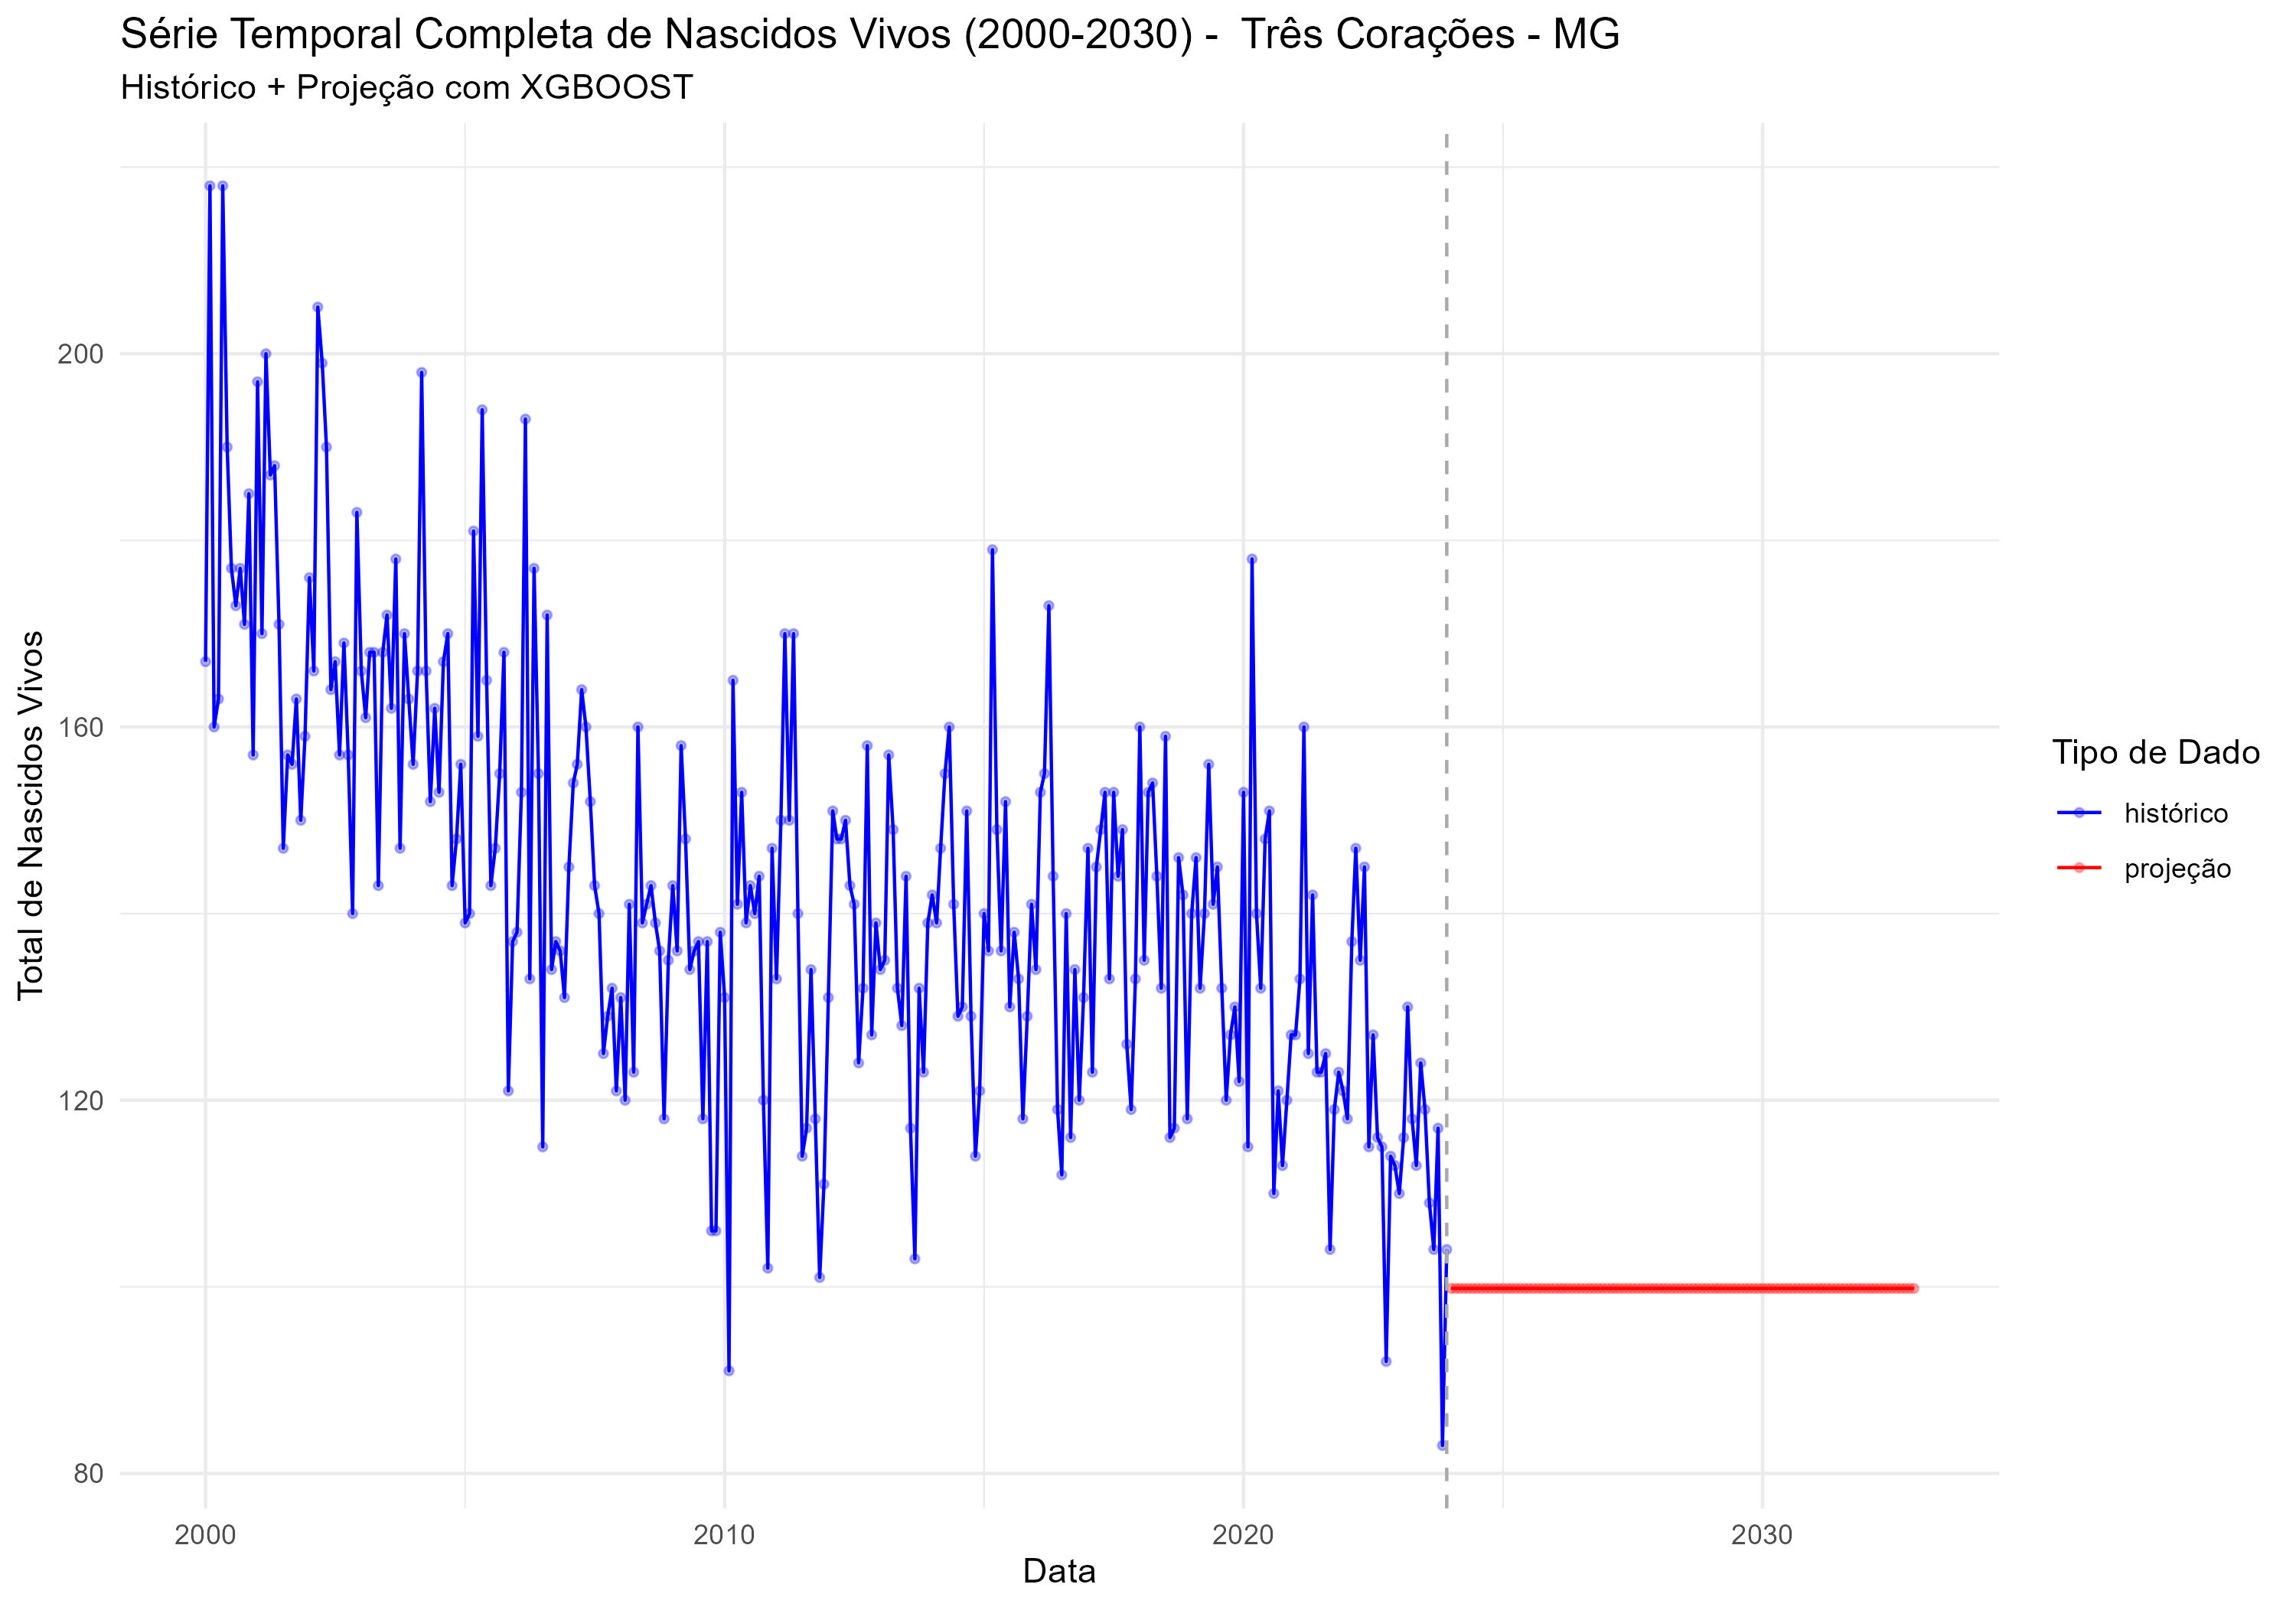 Série Temporal Completa de Nascidos Vivos (2000-2030) -  Três Corações - MG
Histórico + Projeção com XGBOOST
Total de Nascidos Vivos
200
160
120
80
2000
2010
2020
2030
Data
Tipo de Dado
histórico
projeção